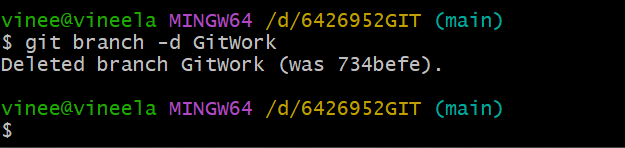 vinee@vineela MINGW64 /d/6426952GIT (main)
$ git branch -d GitWork
Deleted branch GitWork (was 734befe).
vinee@vineela MINGW64 /d/6426952GIT (main)
$